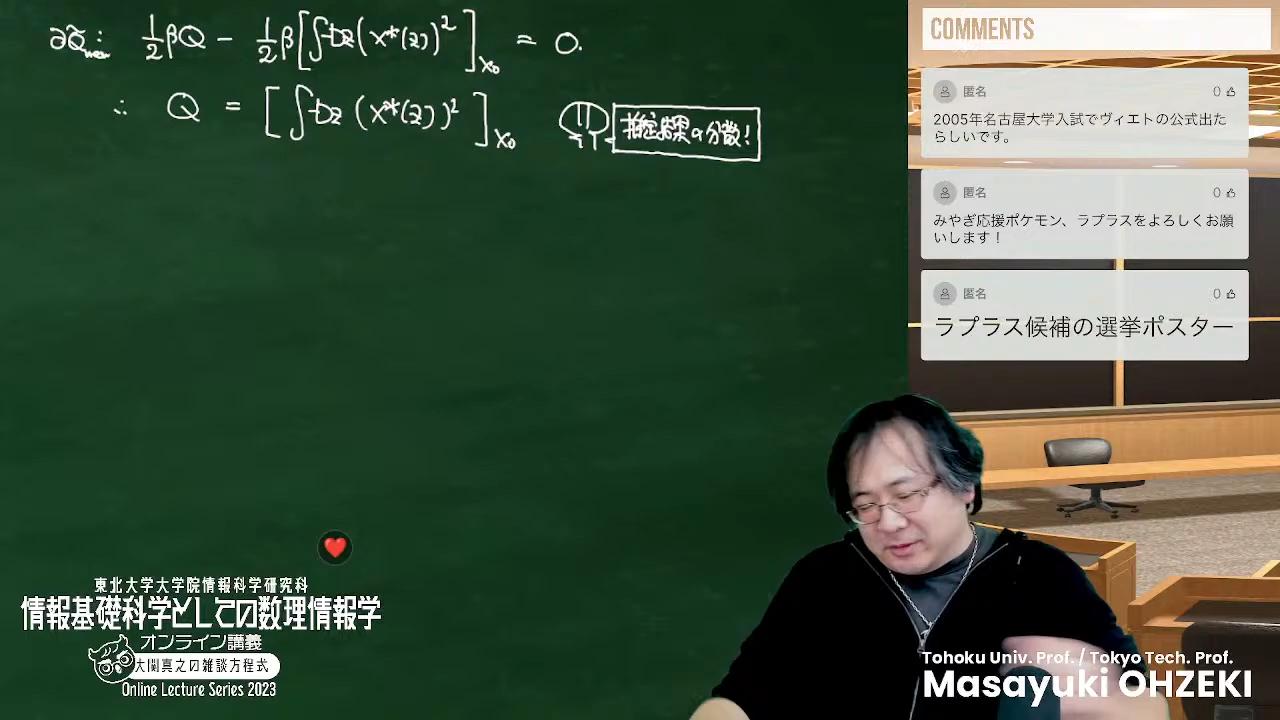 ∂Q̃: ½βQ − ½β[∫Dz(x*(z))²]x₀ = 0.
∴ Q = [∫Dz (x*(z))²]x₀
推定結果の分散！
COMMENTS
匿名 0
2005年名古屋大学入試でヴィエトの公式出た
らしいです。
匿名 0
みやぎ応援ポケモン、ラプラスをよろしくお願
いします！
匿名 0
ラプラス候補の選挙ポスター
東北大学大学院情報科学研究科
情報基礎科学としての数理情報学
オンライン講義
大関真之の雑談方程式
Online Lecture Series 2023
Tohoku Univ. Prof. / Tokyo Tech. Prof.
Masayuki OHZEKI